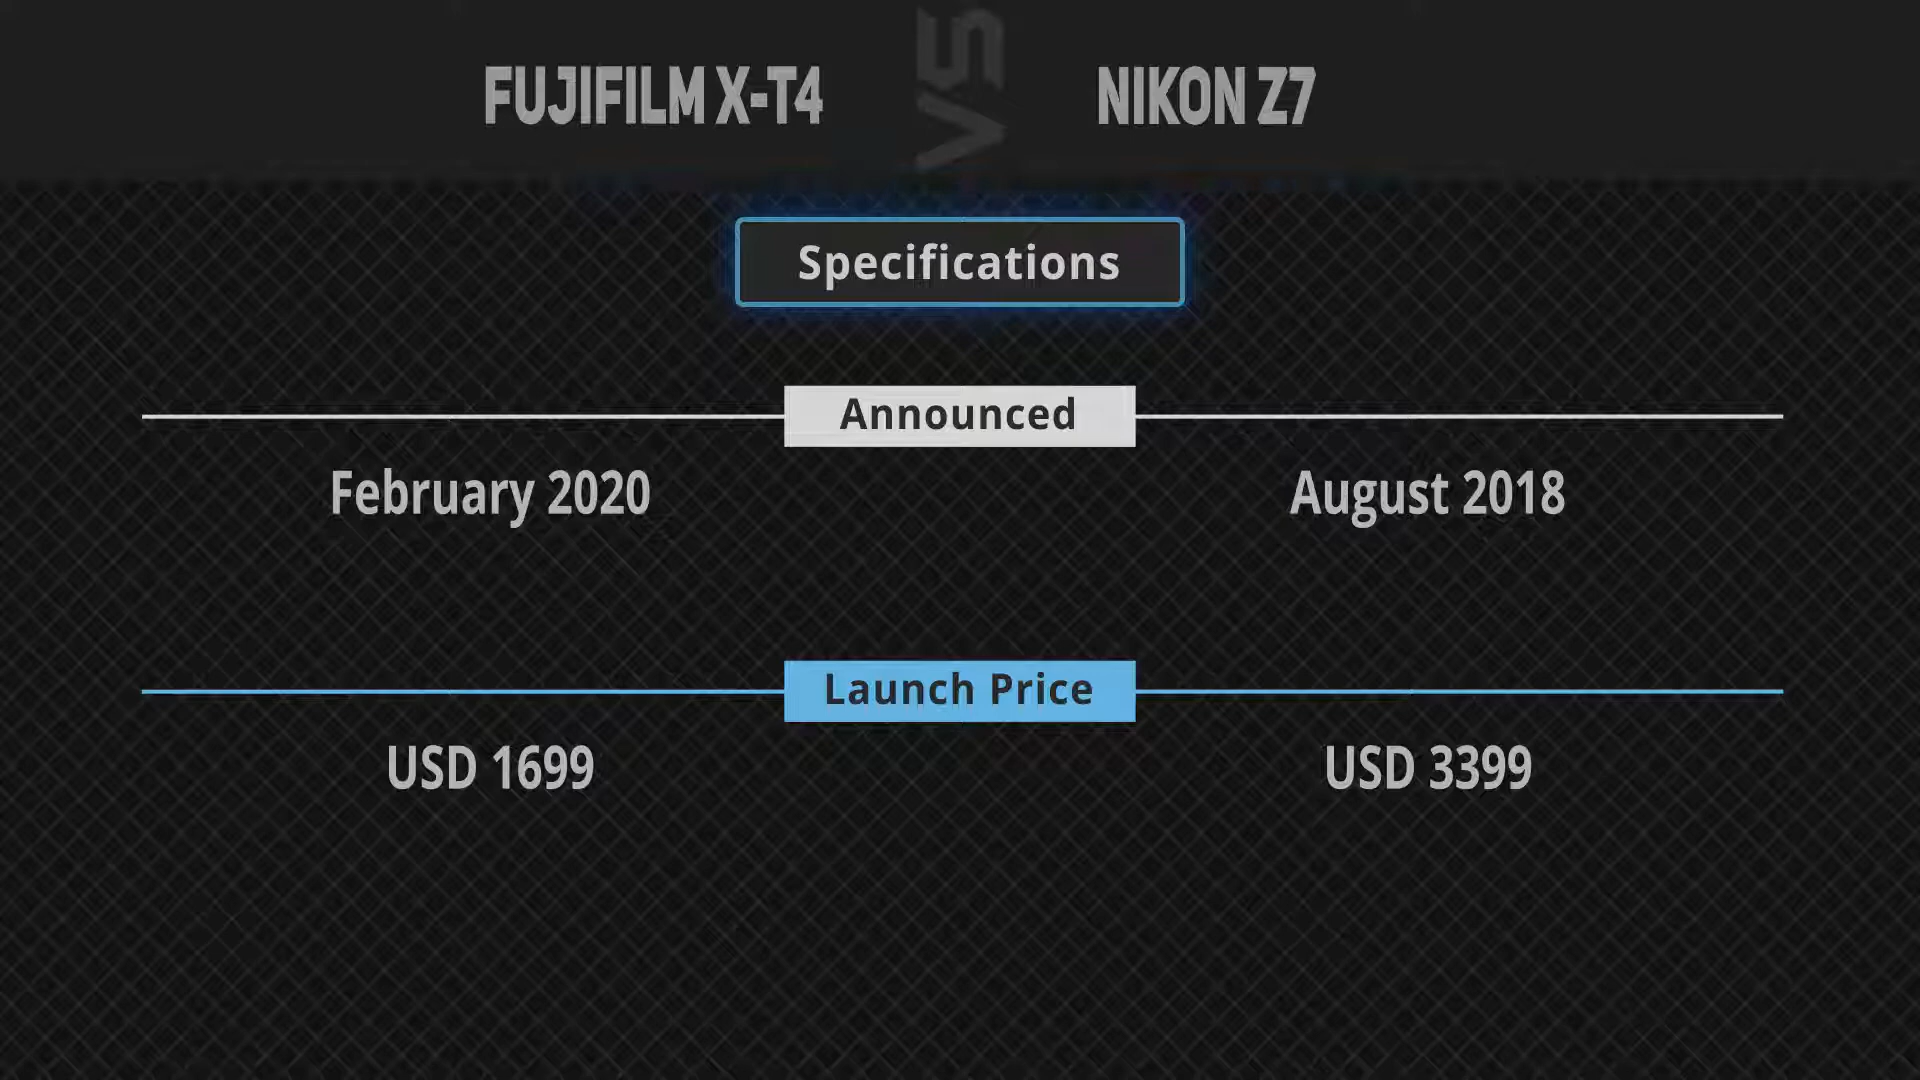 FUJIFILM X-T4 VS NIKON Z7
Specifications
Announced
February 2020 August 2018
Launch Price
USD 1699 USD 3399